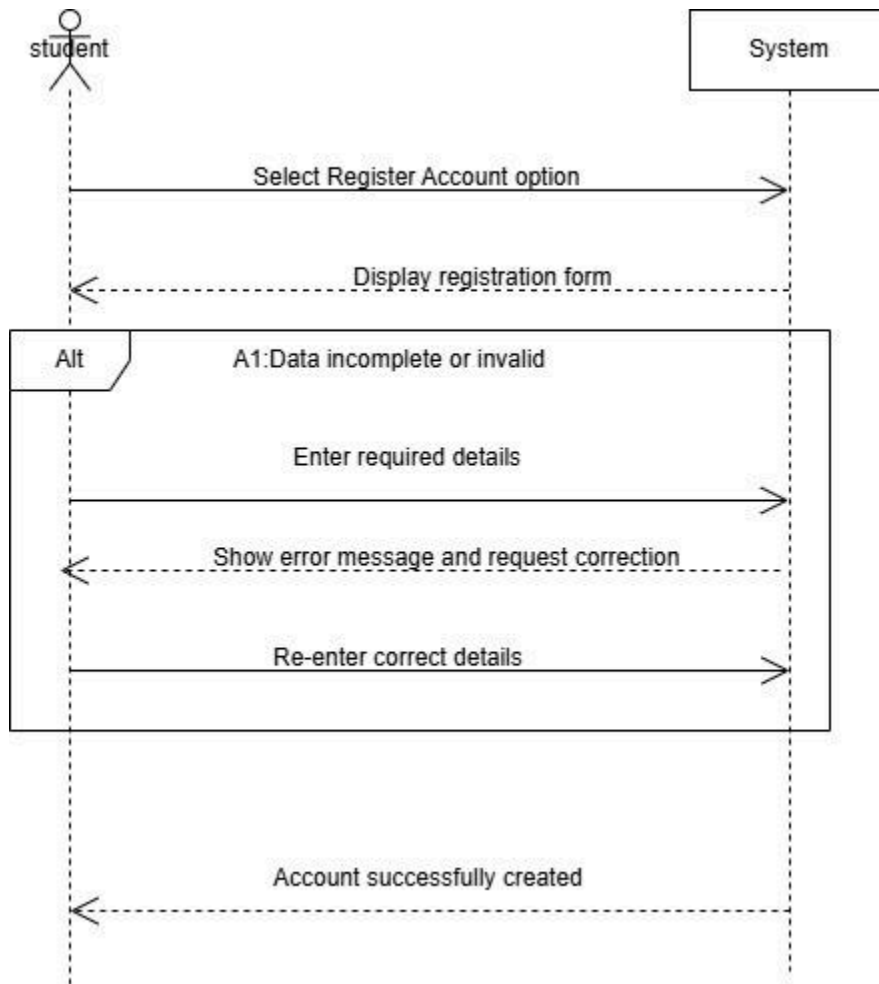 student
System
Select Register Account option
Display registration form
Alt
A1:Data incomplete or invalid
Enter required details
Show error message and request correction
Re-enter correct details
Account successfully created